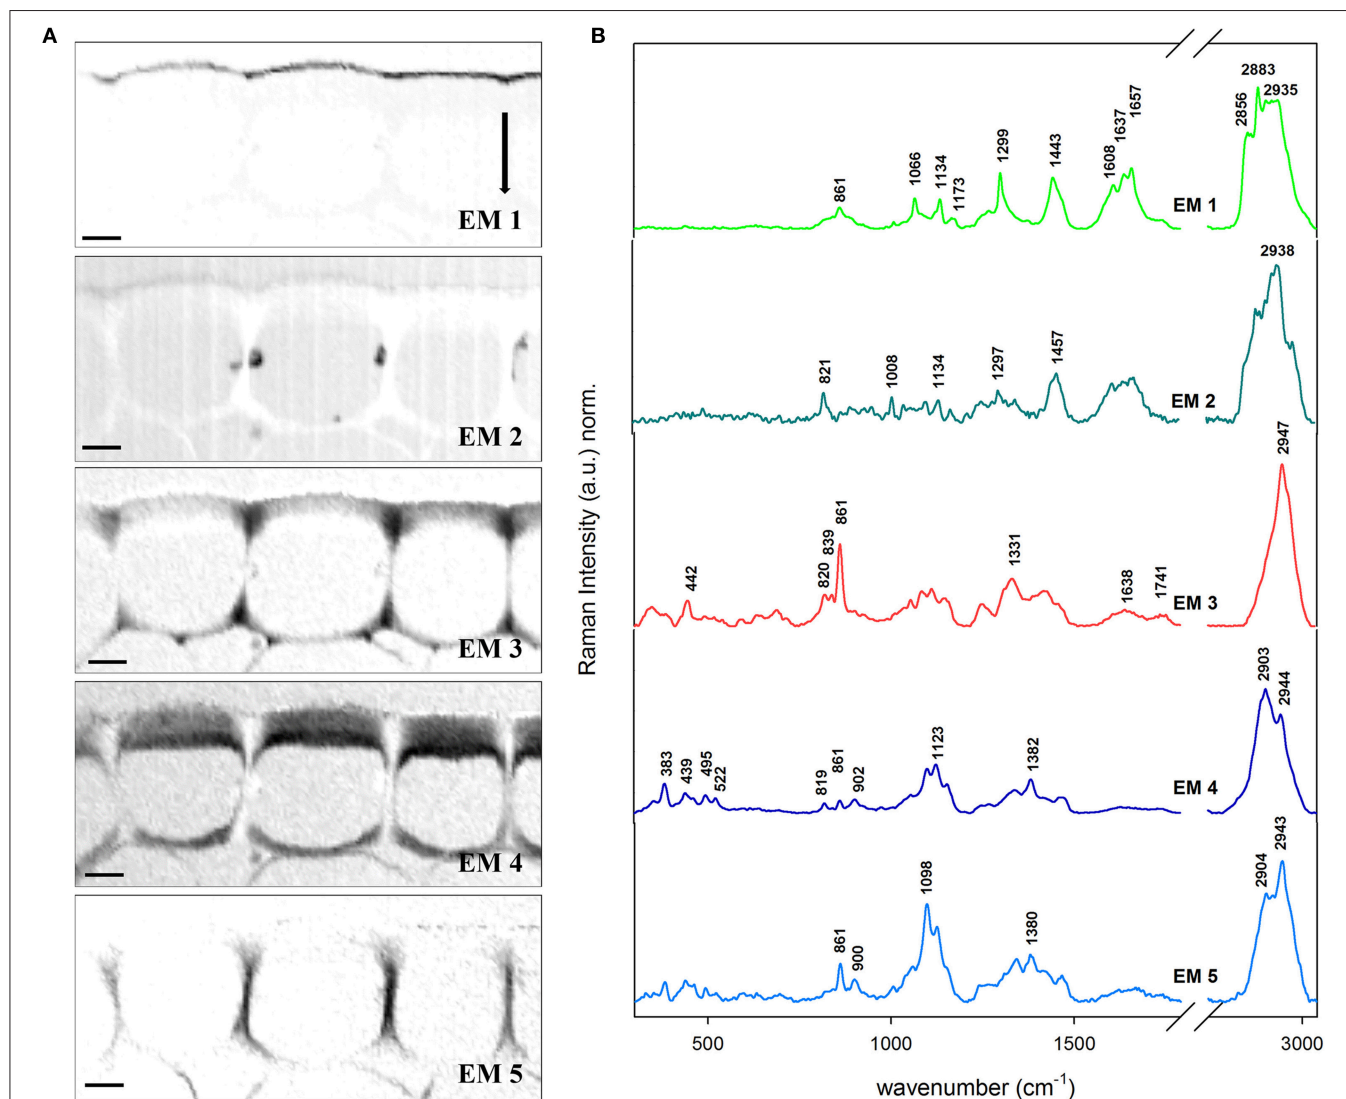 A
EM 1
EM 2
EM 3
EM 4
EM 5
B
Raman Intensity (a.u.) norm.
861
1066
1134
1173
1299
1443
1608
1637
1657
2856
2883
2935
EM 1
821
1008
1134
1297
1457
2938
EM 2
442
820
839
861
1331
1638
1741
2947
EM 3
383
439
495
522
819
861
902
1123
1382
2903
2944
EM 4
861
900
1098
1380
2904
2943
EM 5
500 1000 1500 3000
wavenumber (cm⁻¹)